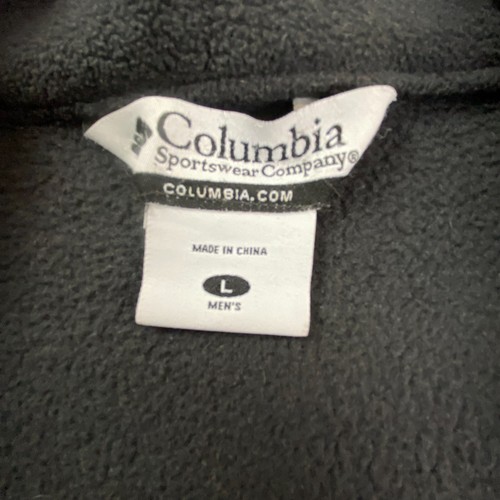 Columbia
Sportswear Company®
COLUMBIA.COM
MADE IN CHINA
L
MEN'S